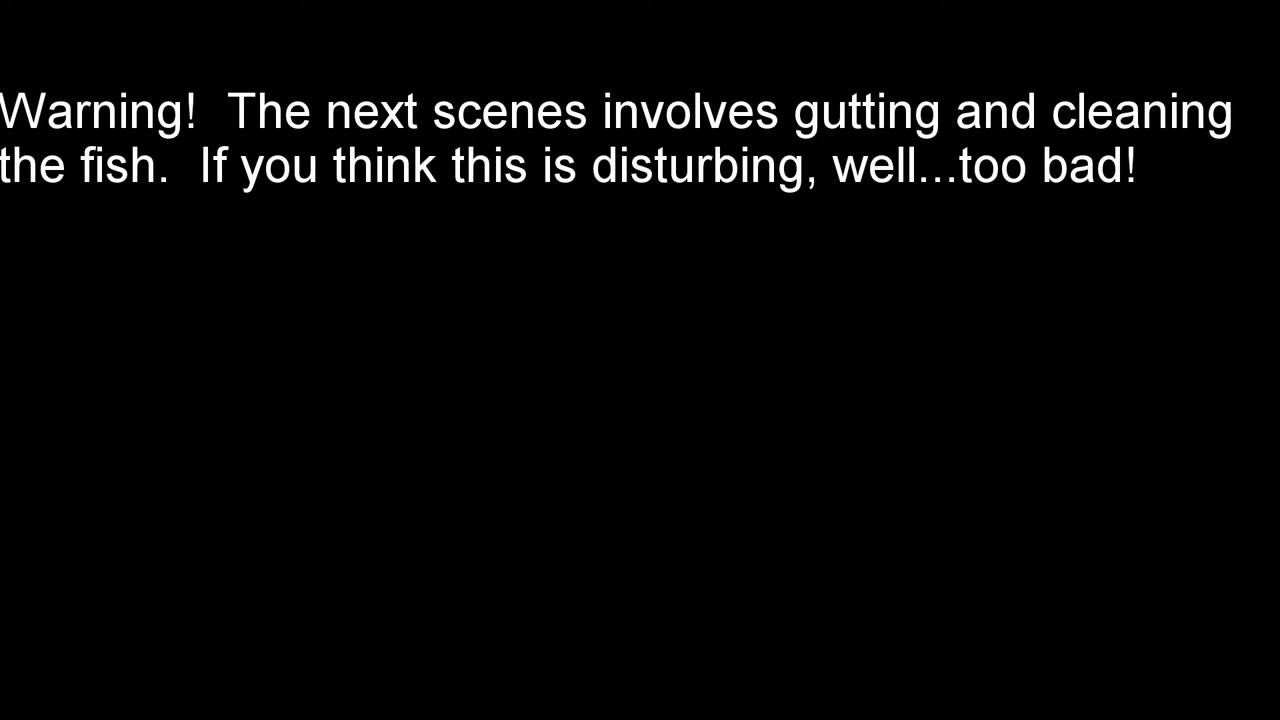 Warning!  The next scenes involves gutting and cleaning
the fish.  If you think this is disturbing, well...too bad!